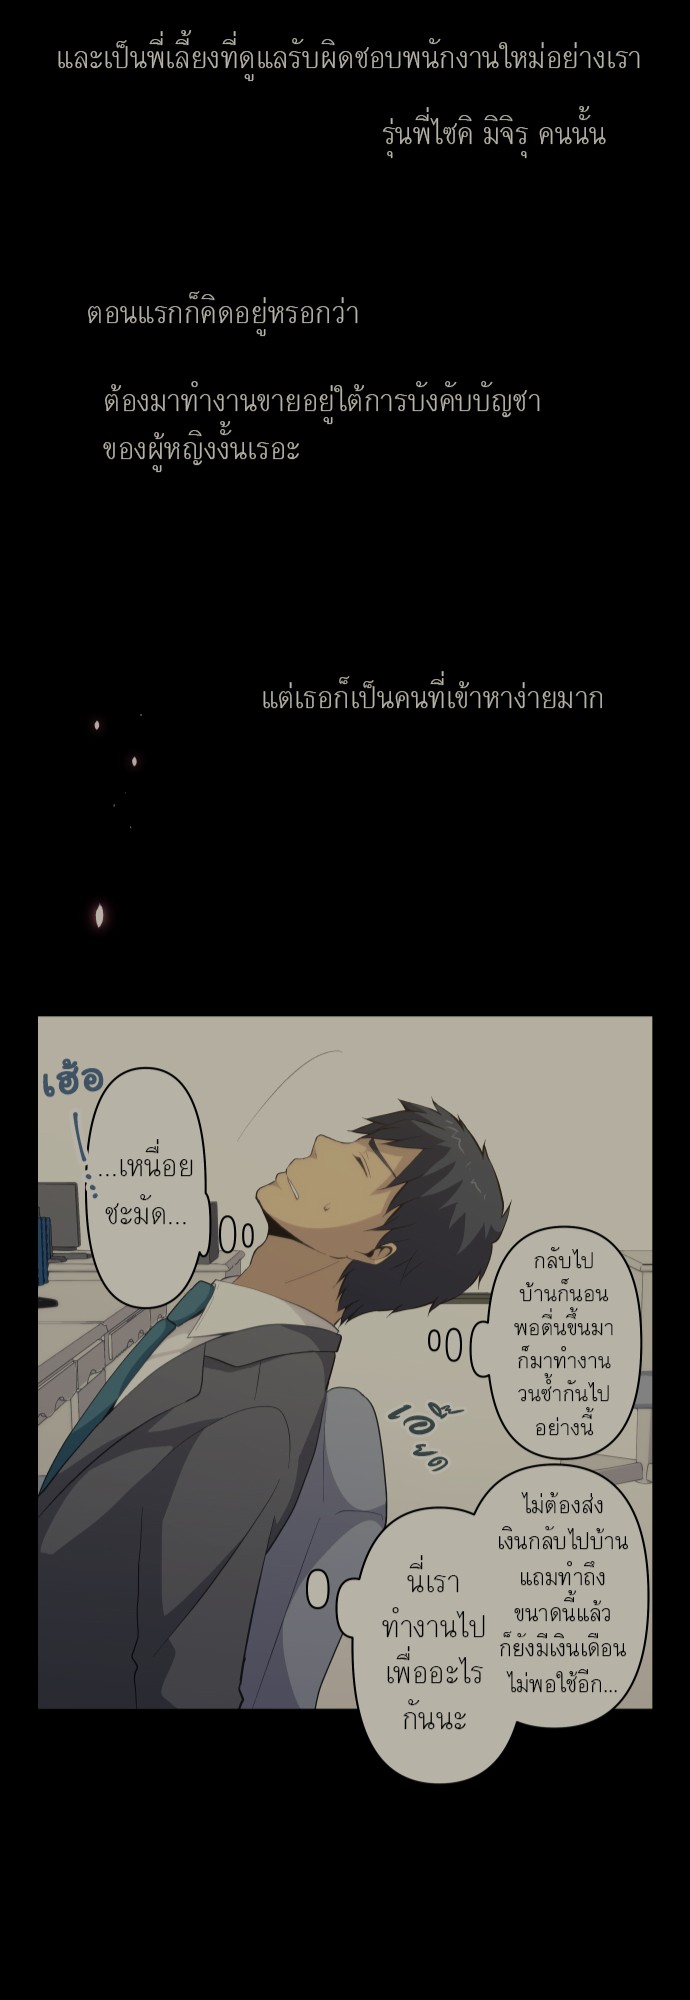 และเป็นพี่เลี้ยงที่ดูแลรับผิดชอบพนักงานใหม่อย่างเรา
รุ่นพี่ไซคิ มิจิรุ คนนั้น
ตอนแรกก็คิดอยู่หรอกว่า
ต้องมาทำงานขายอยู่ใต้การบังคับบัญชา
ของผู้หญิงงั้นเรอะ
แต่เธอก็เป็นคนที่เข้าหาง่ายมาก
เฮ้อ
...เหนื่อย
ชะมัด...
กลับไป
บ้านก็นอน
พอตื่นขึ้นมา
ก็มาทำงาน
วนซ้ำกันไป
อย่างนี้
เอี๊ยด
ไม่ต้องส่ง
เงินกลับไปบ้าน
แถมทำถึง
ขนาดนี้แล้ว
ก็ยังมีเงินเดือน
ไม่พอใช้อีก...
นี่เรา
ทำงานไป
เพื่ออะไร
กันนะ